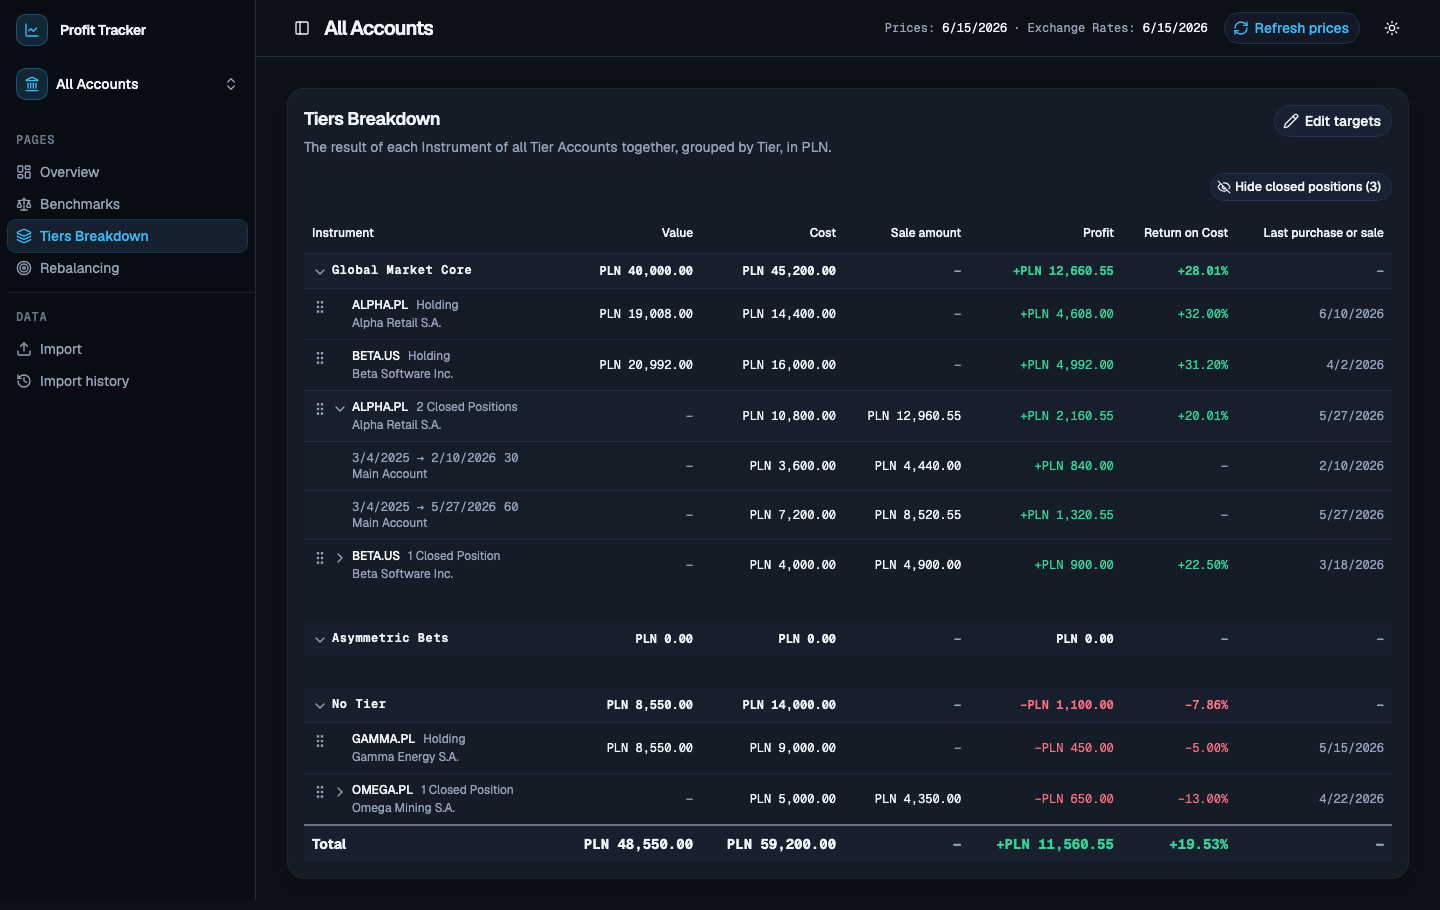 Profit Tracker
All Accounts
PAGES
Overview
Benchmarks
Tiers Breakdown
Rebalancing
DATA
Import
Import history
All Accounts
Prices: 6/15/2026 · Exchange Rates: 6/15/2026
Refresh prices
Tiers Breakdown
Edit targets
The result of each Instrument of all Tier Accounts together, grouped by Tier, in PLN.
Hide closed positions (3)
Instrument Value Cost Sale amount Profit Return on Cost Last purchase or sale
Global Market Core PLN 40,000.00 PLN 45,200.00 — +PLN 12,660.55 +28.01% —
ALPHA.PL Holding
Alpha Retail S.A.
PLN 19,008.00 PLN 14,400.00 — +PLN 4,608.00 +32.00% 6/10/2026
BETA.US Holding
Beta Software Inc.
PLN 20,992.00 PLN 16,000.00 — +PLN 4,992.00 +31.20% 4/2/2026
ALPHA.PL 2 Closed Positions
Alpha Retail S.A.
— PLN 10,800.00 PLN 12,960.55 +PLN 2,160.55 +20.01% 5/27/2026
3/4/2025 → 2/10/2026 30
Main Account
— PLN 3,600.00 PLN 4,440.00 +PLN 840.00 — 2/10/2026
3/4/2025 → 5/27/2026 60
Main Account
— PLN 7,200.00 PLN 8,520.55 +PLN 1,320.55 — 5/27/2026
BETA.US 1 Closed Position
Beta Software Inc.
— PLN 4,000.00 PLN 4,900.00 +PLN 900.00 +22.50% 3/18/2026
Asymmetric Bets PLN 0.00 PLN 0.00 — PLN 0.00 — —
No Tier PLN 8,550.00 PLN 14,000.00 — −PLN 1,100.00 −7.86% —
GAMMA.PL Holding
Gamma Energy S.A.
PLN 8,550.00 PLN 9,000.00 — −PLN 450.00 −5.00% 5/15/2026
OMEGA.PL 1 Closed Position
Omega Mining S.A.
— PLN 5,000.00 PLN 4,350.00 −PLN 650.00 −13.00% 4/22/2026
Total PLN 48,550.00 PLN 59,200.00 — +PLN 11,560.55 +19.53% —